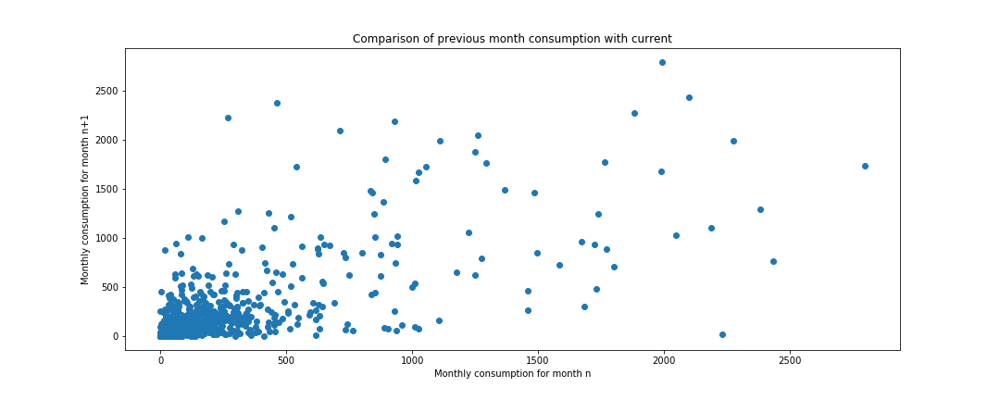 Comparison of previous month consumption with current
Monthly consumption for month n+1
2500
2000
1500
1000
500
0
0 500 1000 1500 2000 2500
Monthly consumption for month n